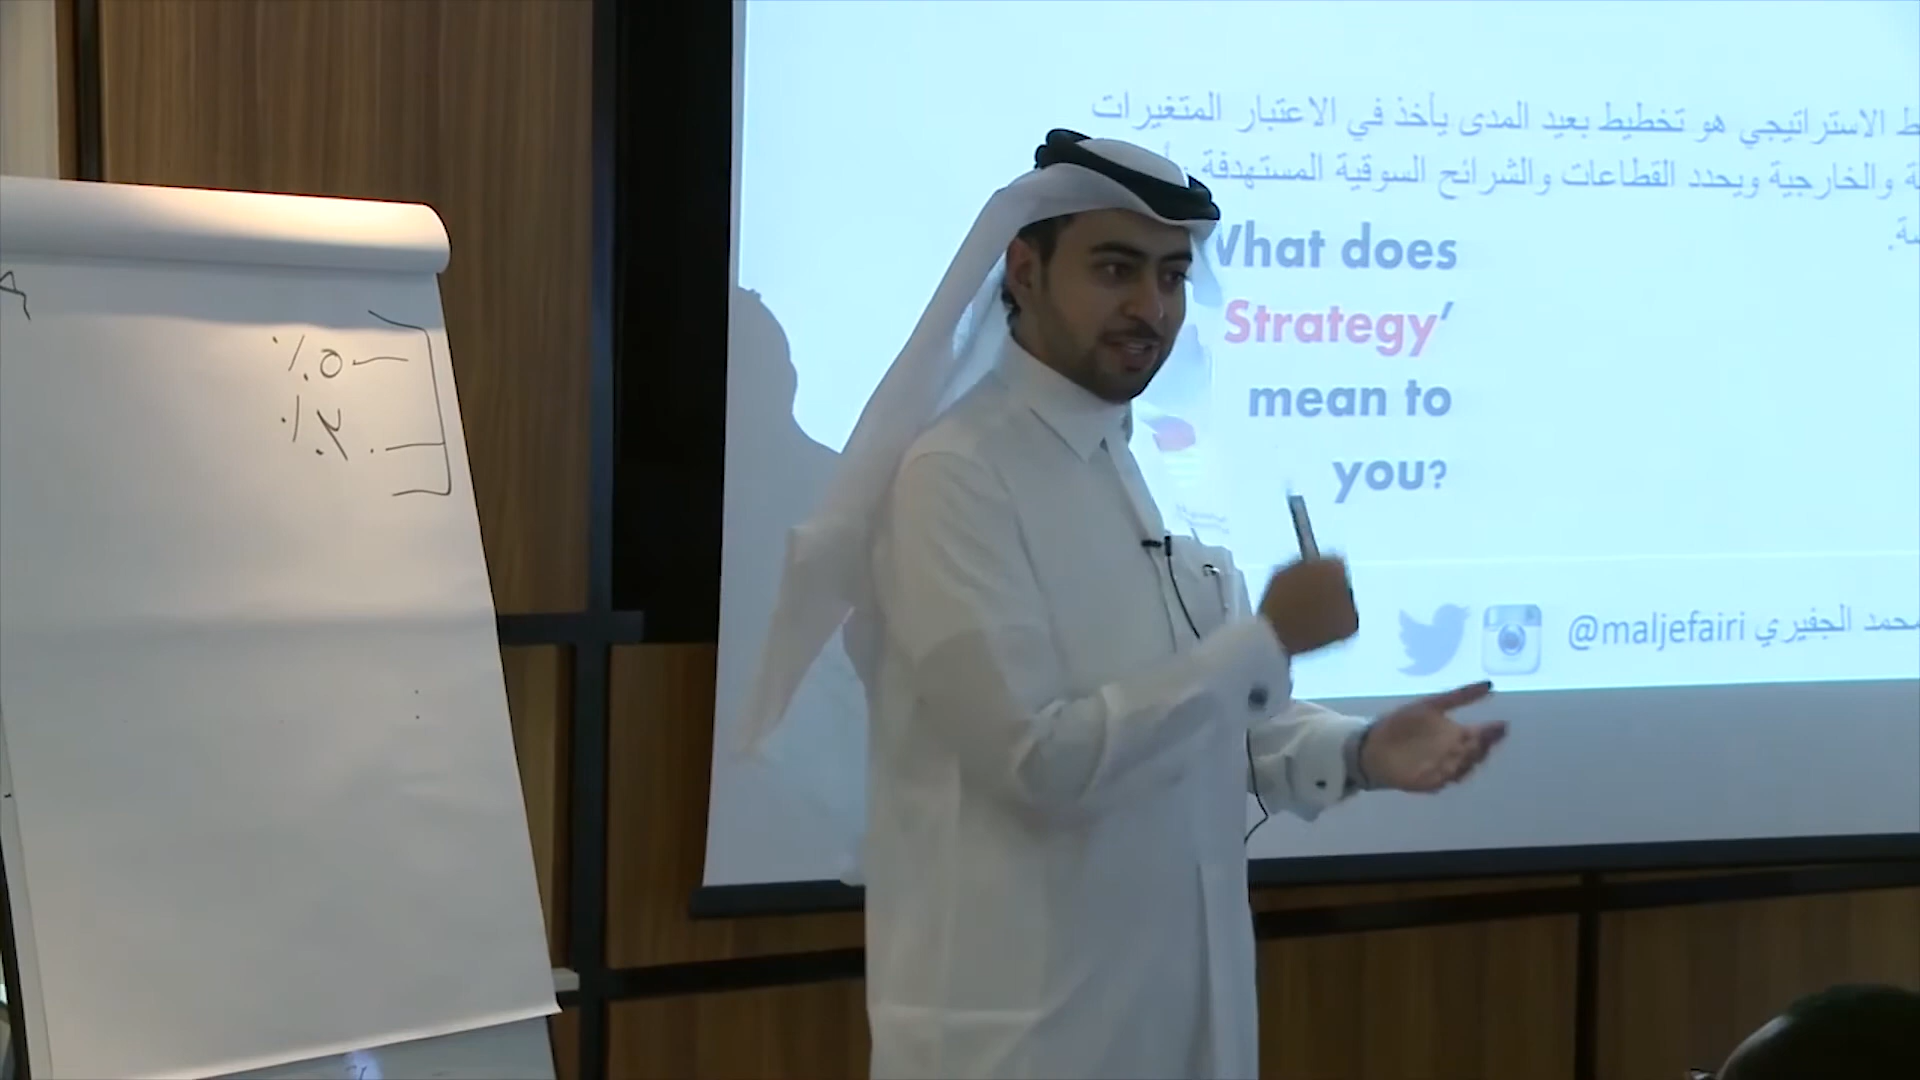 ط الاستراتيجي هو تخطيط بعيد المدى يأخذ في الاعتبار المتغيرات
ة والخارجية ويحدد القطاعات والشرائح السوقية المستهدفة
What does
Strategy’
mean to
you?
محمد الجفيري @maljefairi
٪٥٠
٪٢٠